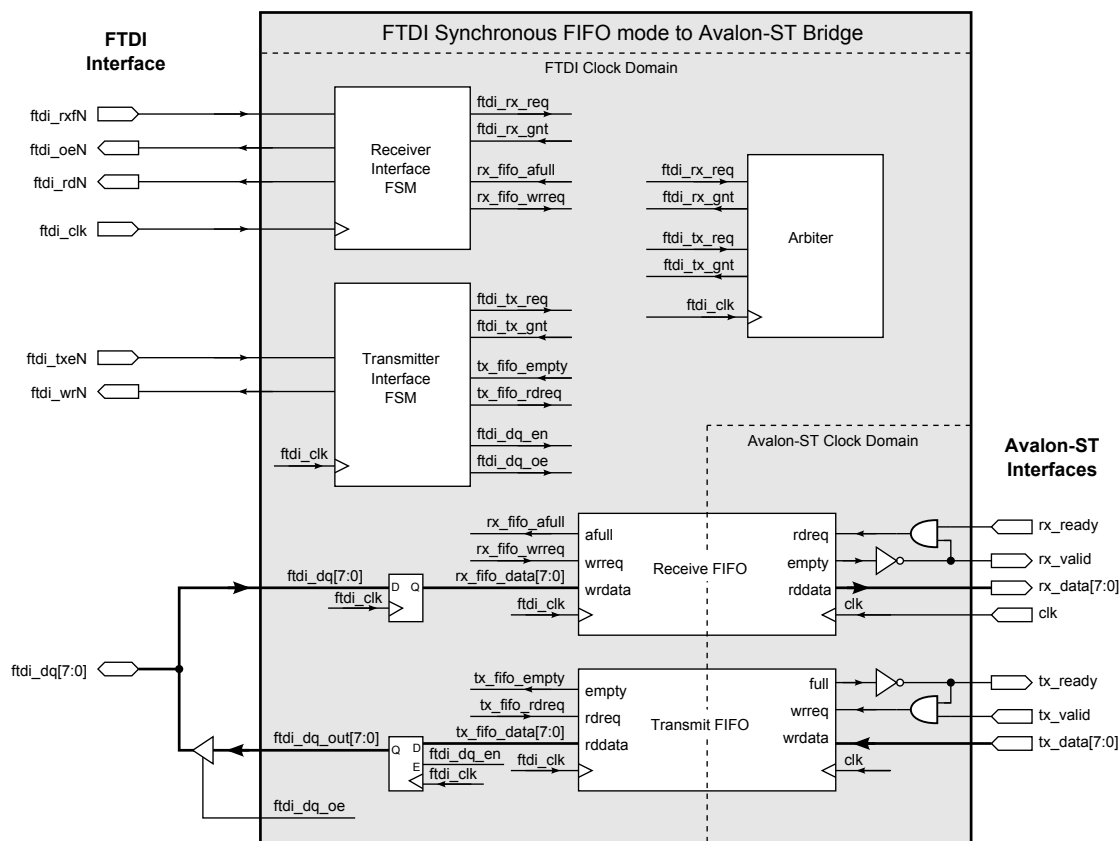 FTDI Synchronous FIFO mode to Avalon-ST Bridge
FTDI
Interface
FTDI Clock Domain
ftdi_rxfN
ftdi_oeN
ftdi_rdN
ftdi_clk
Receiver
Interface
FSM
ftdi_rx_req
ftdi_rx_gnt
rx_fifo_afull
rx_fifo_wrreq
ftdi_rx_req
ftdi_rx_gnt
ftdi_tx_req
ftdi_tx_gnt
ftdi_clk
Arbiter
ftdi_txeN
ftdi_wrN
ftdi_clk
Transmitter
Interface
FSM
ftdi_tx_req
ftdi_tx_gnt
tx_fifo_empty
tx_fifo_rdreq
ftdi_dq_en
ftdi_dq_oe
Avalon-ST Clock Domain
Avalon-ST
Interfaces
rx_fifo_afull
rx_fifo_wrreq
rx_fifo_data[7:0]
ftdi_clk
ftdi_dq[7:0]
ftdi_clk
D
Q
afull
wrreq
wrdata
Receive FIFO
rdreq
empty
rddata
clk
rx_ready
rx_valid
rx_data[7:0]
clk
ftdi_dq[7:0]
tx_fifo_empty
tx_fifo_rdreq
tx_fifo_data[7:0]
ftdi_dq_out[7:0]
Q
D
E
ftdi_dq_en
ftdi_clk
ftdi_clk
ftdi_dq_oe
empty
rdreq
rddata
Transmit FIFO
full
wrreq
wrdata
clk
tx_ready
tx_valid
tx_data[7:0]